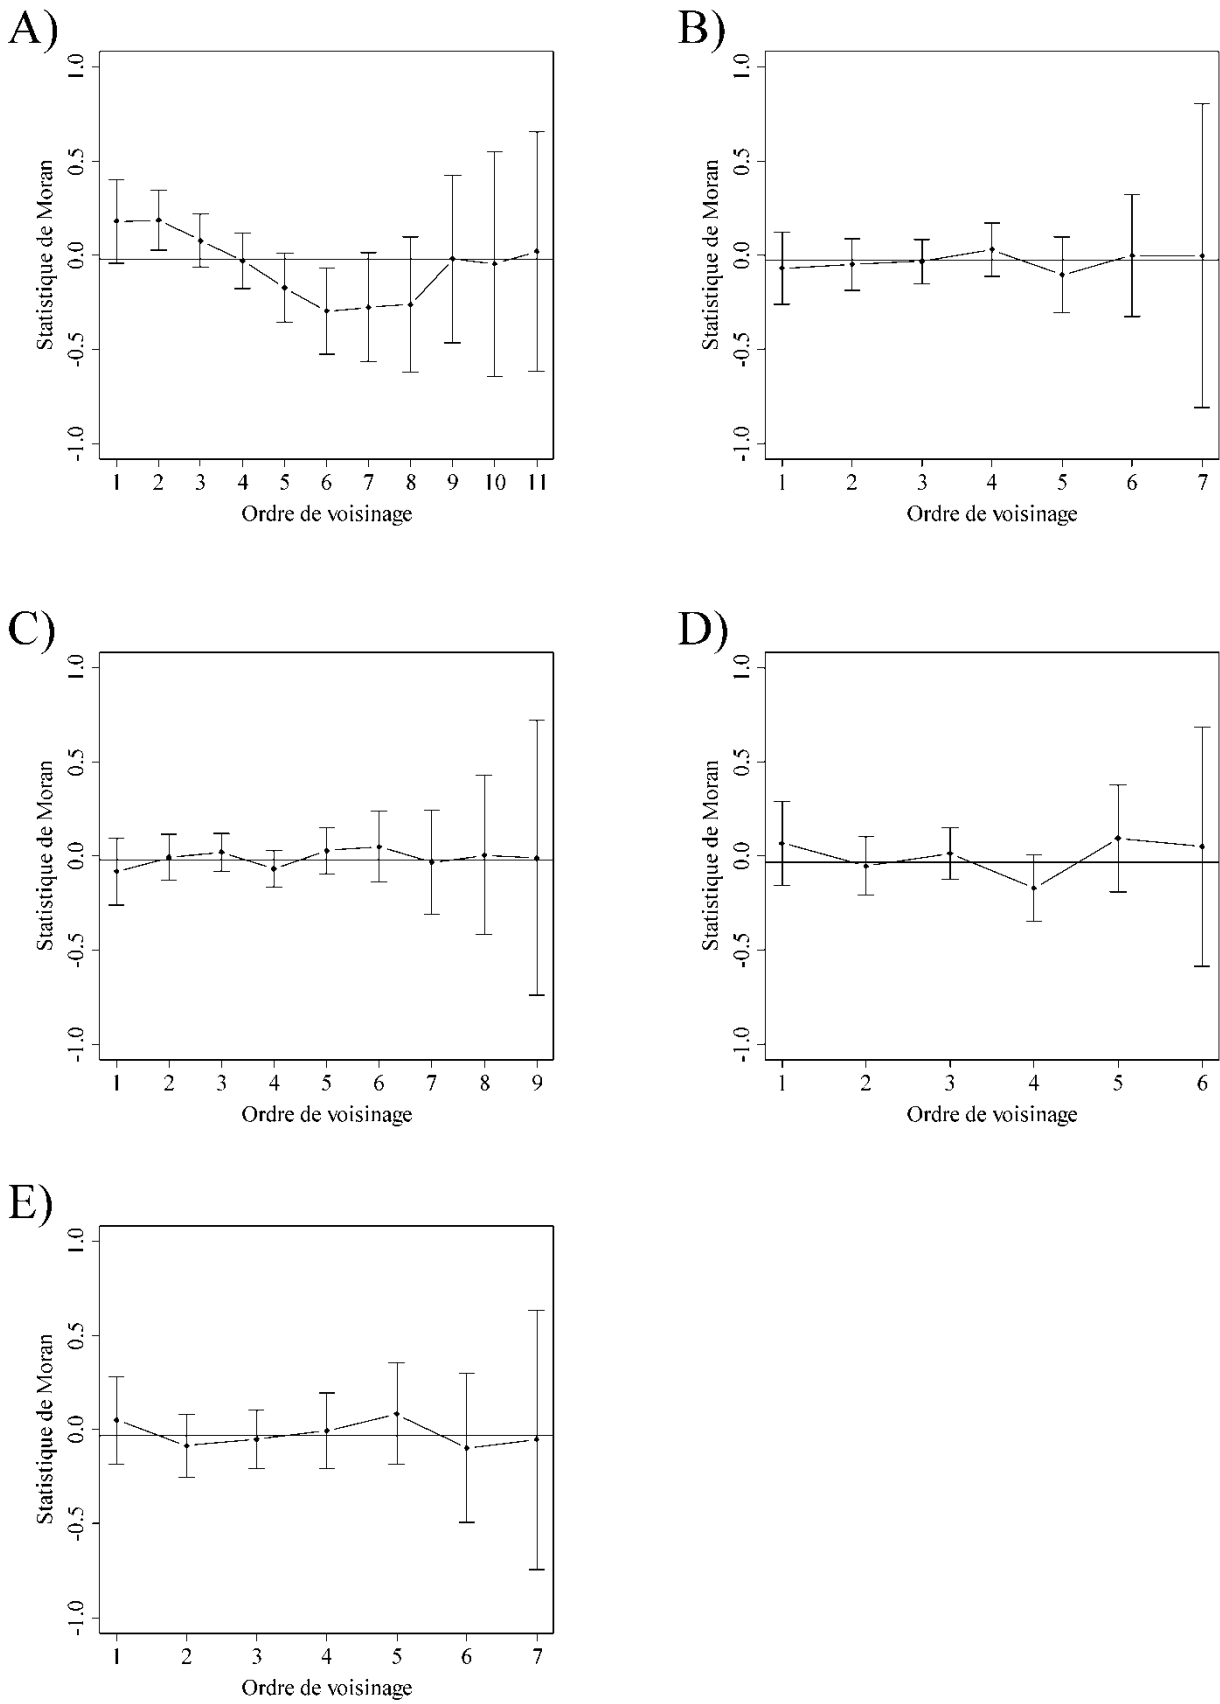 A)
Statistique de Moran
1.0
0.5
0.0
-0.5
-1.0
1 2 3 4 5 6 7 8 9 10 11
Ordre de voisinage
B)
Statistique de Moran
1.0
0.5
0.0
-0.5
-1.0
1 2 3 4 5 6 7
Ordre de voisinage
C)
Statistique de Moran
1.0
0.5
0.0
-0.5
-1.0
1 2 3 4 5 6 7 8 9
Ordre de voisinage
D)
Statistique de Moran
1.0
0.5
0.0
-0.5
-1.0
1 2 3 4 5 6
Ordre de voisinage
E)
Statistique de Moran
1.0
0.5
0.0
-0.5
-1.0
1 2 3 4 5 6 7
Ordre de voisinage